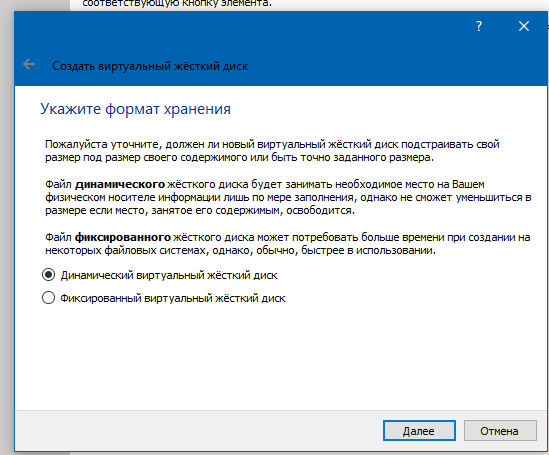 соответствующую кнопку элемента.
?
Создать виртуальный жёсткий диск
Укажите формат хранения
Пожалуйста уточните, должен ли новый виртуальный жёсткий диск подстраивать свой
размер под размер своего содержимого или быть точно заданного размера.
Файл динамического жёсткого диска будет занимать необходимое место на Вашем
физическом носителе информации лишь по мере заполнения, однако не сможет уменьшиться в
размере если место, занятое его содержимым, освободится.
Файл фиксированного жёсткого диска может потребовать больше времени при создании на
некоторых файловых системах, однако, обычно, быстрее в использовании.
Динамический виртуальный жёсткий диск
Фиксированный виртуальный жёсткий диск
Далее
Отмена